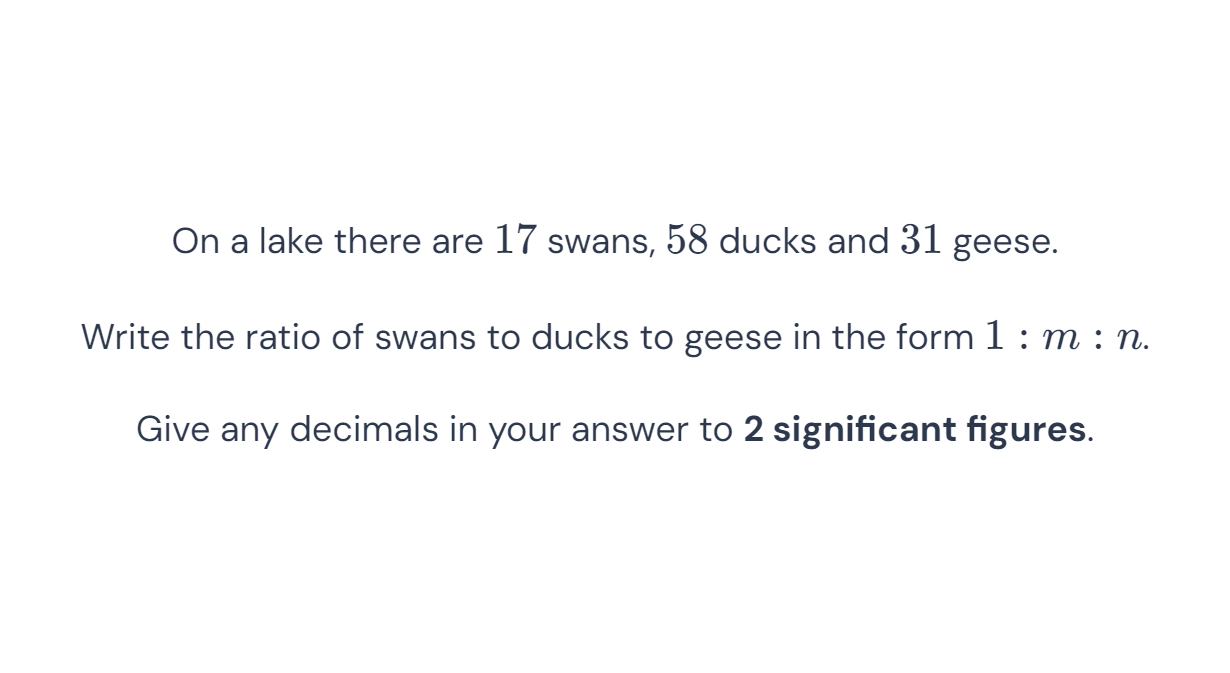 On a lake there are 17 swans, 58 ducks and 31 geese.
Write the ratio of swans to ducks to geese in the form 1 : m : n.
Give any decimals in your answer to 2 significant figures.